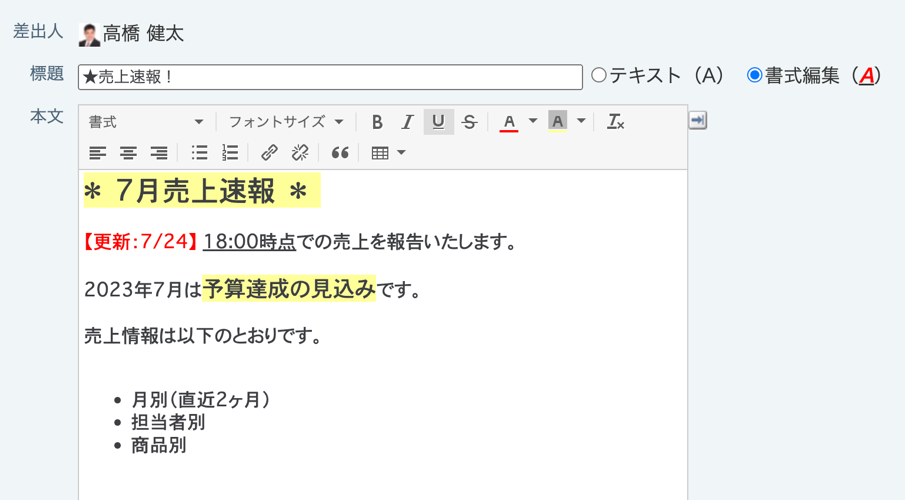 差出人 高橋 健太
標題 ★売上速報！ テキスト（A） 書式編集（A）
本文
書式 フォントサイズ B I U S A A Tx
＊ 7月売上速報 ＊
【更新：7/24】 18:00時点での売上を報告いたします。
2023年7月は予算達成の見込みです。
売上情報は以下のとおりです。
• 月別（直近2ヶ月）
• 担当者別
• 商品別